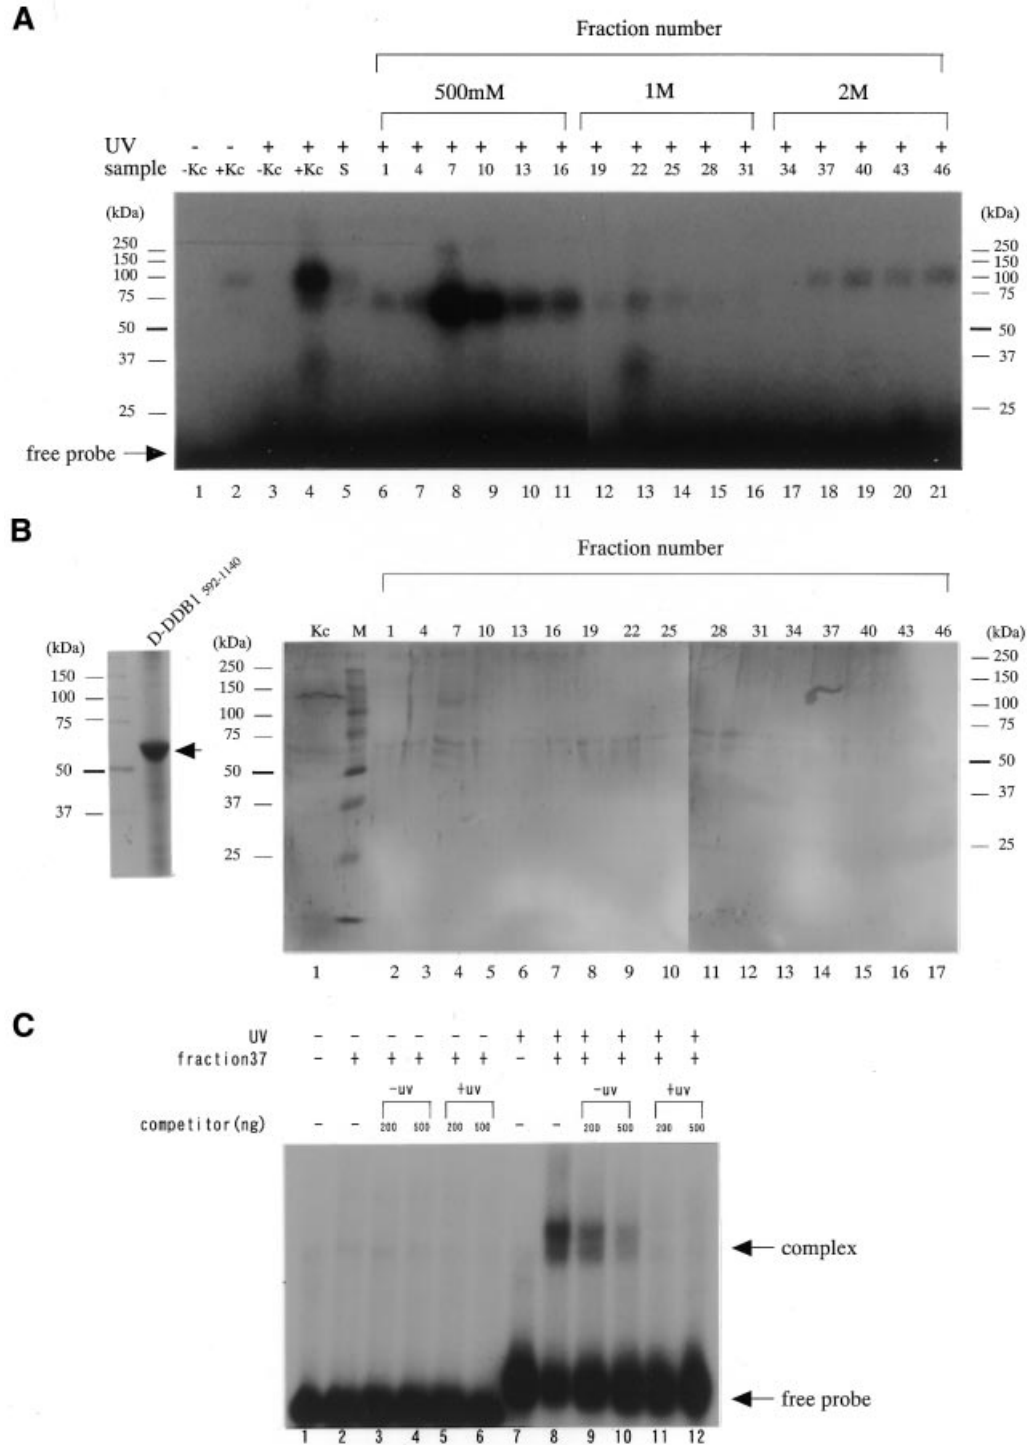 A
Fraction number
500mM 1M 2M
UV - - + + + + + + + + + + + + + + + + + + +
sample -Kc +Kc -Kc +Kc S 1 4 7 10 13 16 19 22 25 28 31 34 37 40 43 46
(kDa) (kDa)
250 250
150 150
100 100
75 75
50 50
37 37
25 25
free probe
1 2 3 4 5 6 7 8 9 10 11 12 13 14 15 16 17 18 19 20 21
B
Fraction number
D-DDB1 592-1140
(kDa)
150
100
75
50
37
Kc M 1 4 7 10 13 16 19 22 25 28 31 34 37 40 43 46
(kDa) (kDa)
250 250
150 150
100 100
75 75
50 50
37 37
25 25
1 2 3 4 5 6 7 8 9 10 11 12 13 14 15 16 17
C
UV - - - - - - + + + + + +
fraction37 - + + + + + - + + + + +
-uv +uv -uv +uv
competitor(ng) - - 200 500 200 500 - - 200 500 200 500
complex
free probe
1 2 3 4 5 6 7 8 9 10 11 12